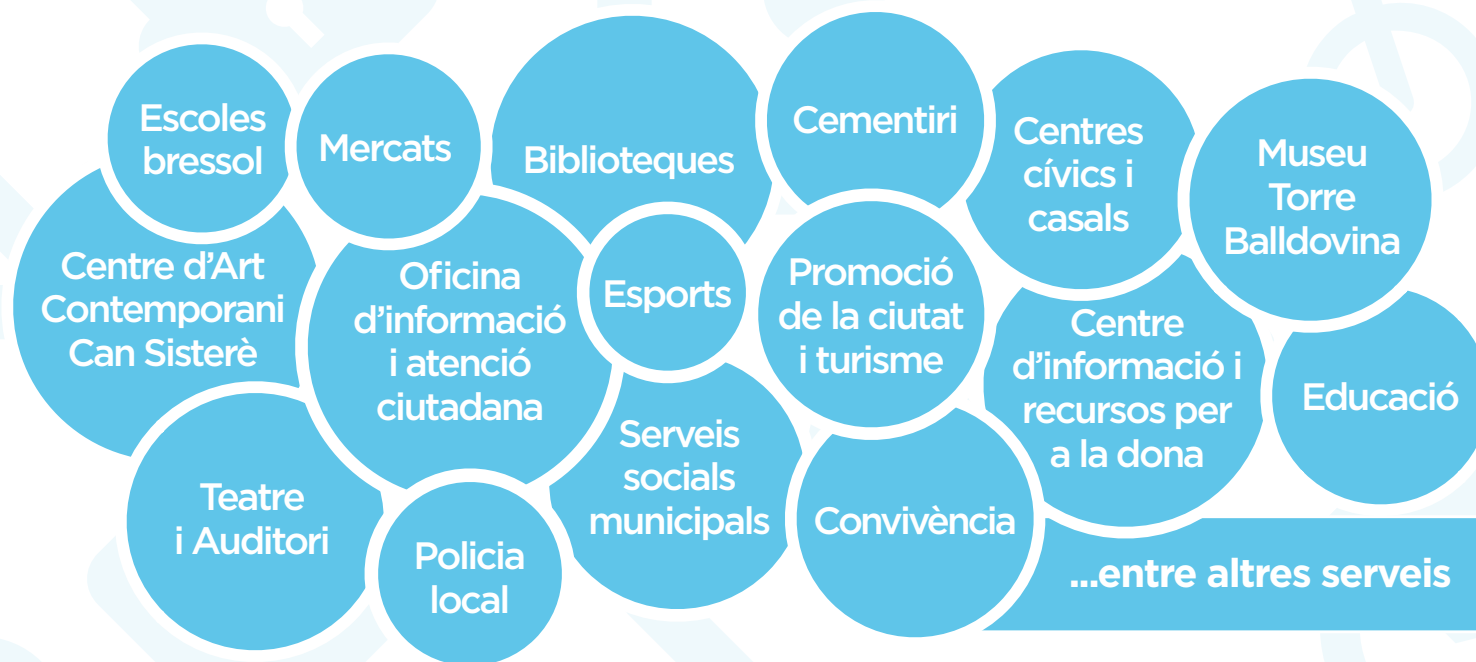 Escoles
bressol
Mercats
Biblioteques
Cementiri
Centres
cívics i
casals
Museu
Torre
Balldovina
Centre d’Art
Contemporani
Can Sisterè
Oficina
d’informació
i atenció
ciutadana
Esports
Promoció
de la ciutat
i turisme
Centre
d’informació i
recursos per
a la dona
Educació
Teatre
i Auditori
Policia
local
Serveis
socials
municipals
Convivència
...entre altres serveis